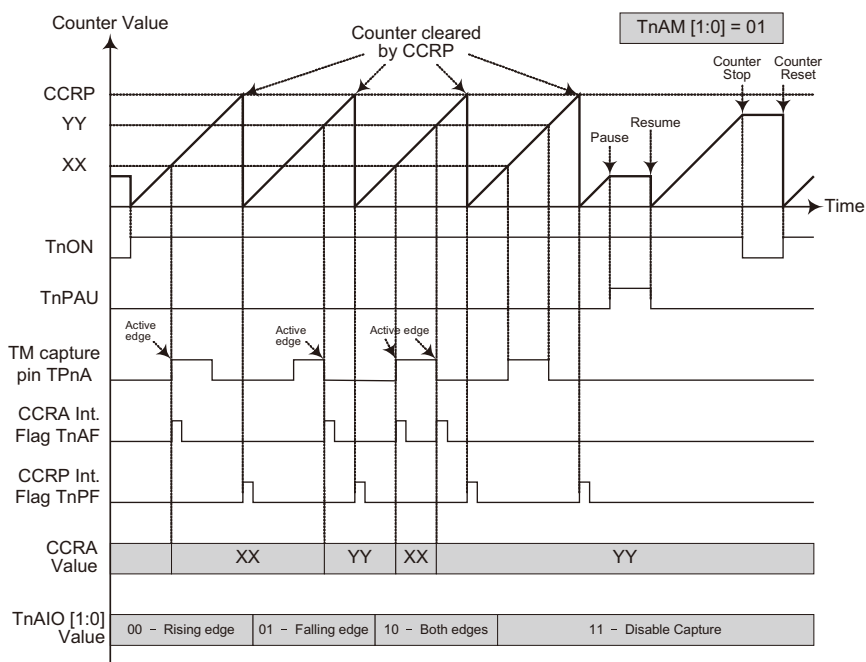 Counter Value
Counter cleared
by CCRP
TnAM [1:0] = 01
Counter
Stop
Counter
Reset
CCRP
YY
XX
Pause
Resume
Time
TnON
TnPAU
Active
edge
Active
edge
Active edge
TM capture
pin TPnA
CCRA Int.
Flag TnAF
CCRP Int.
Flag TnPF
CCRA
Value
XX
YY
XX
YY
TnAIO [1:0]
Value
00 – Rising edge
01 – Falling edge
10 – Both edges
11 – Disable Capture